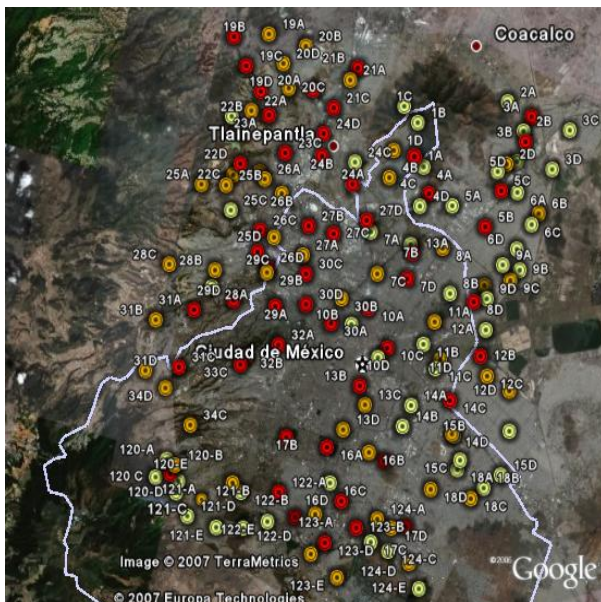 19B 19A
20B
Coacalco
19C 20D 21B
21A
19D 20A 20C
22A 21C
22B 1C 2A
23A 24D 1B 3A 2B 3C
Tlalnepantla 3B
23C 1D
22D 24B 24C 1A 2D
4B 5D 3D
25A 22C 25B 24A 4C 4A 5C
26B 4D 5A
25C 27B 27D 5B 6A
26C 6C
25D 27A 27C 7A 6D
26D 13A 8A
28C 28B 29C 30C 7B 9A
29B 7C 9B
29D 7D 8B 9D 9C
31A 28A 30D 30B
31B 29A 10B 10A 11A 8D
30A 12A
32A
Ciudad de México 10C
31D 31C 10D 11B 12B
33C 32B 11D 11C
34D 13B 12D 12C
13C 14A
14C
34C 13D 14B
15B
17B 14D
120-A 120-B 16A 16B
120-E 15C 15D
120 C 122-A 18A 18B
120-D 121-A 121-B
122-B 16D 16C 18D 18C
121-C 121-D
123-A 124-A
121-E 122-E 122-D 123-B
17D
123-D 17C
124-C
Image © 2007 TerraMetrics 124-D
123-E
124-E
© 2007 Europa Technologies
Google